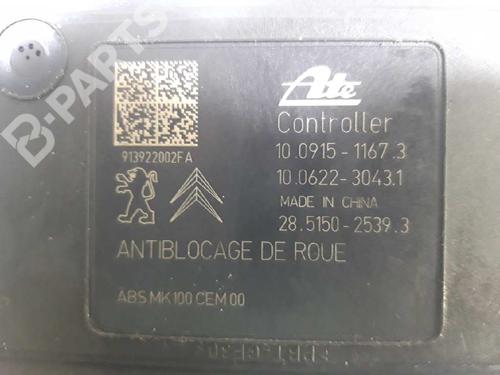 B-PARTS
Ate
Controller
913922002F A
10.0915-1167.3
10.0622-3043.1
MADE IN CHINA
28.5150-2539.3
ANTIBLOCAGE DE ROUE
ABS MK100 CEM 00